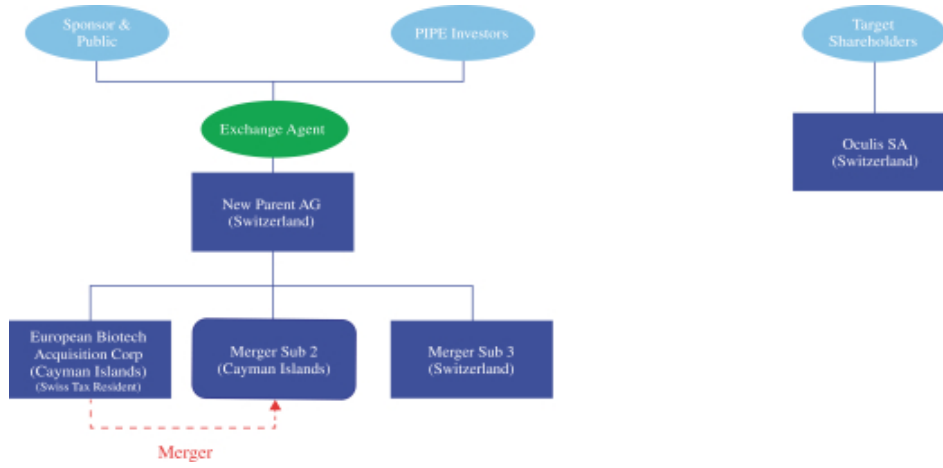 Sponsor &
Public
PIPE Investors
Target
Shareholders
Exchange Agent
Oculis SA
(Switzerland)
New Parent AG
(Switzerland)
European Biotech
Acquisition Corp
(Cayman Islands)
(Swiss Tax Resident)
Merger Sub 2
(Cayman Islands)
Merger Sub 3
(Switzerland)
Merger